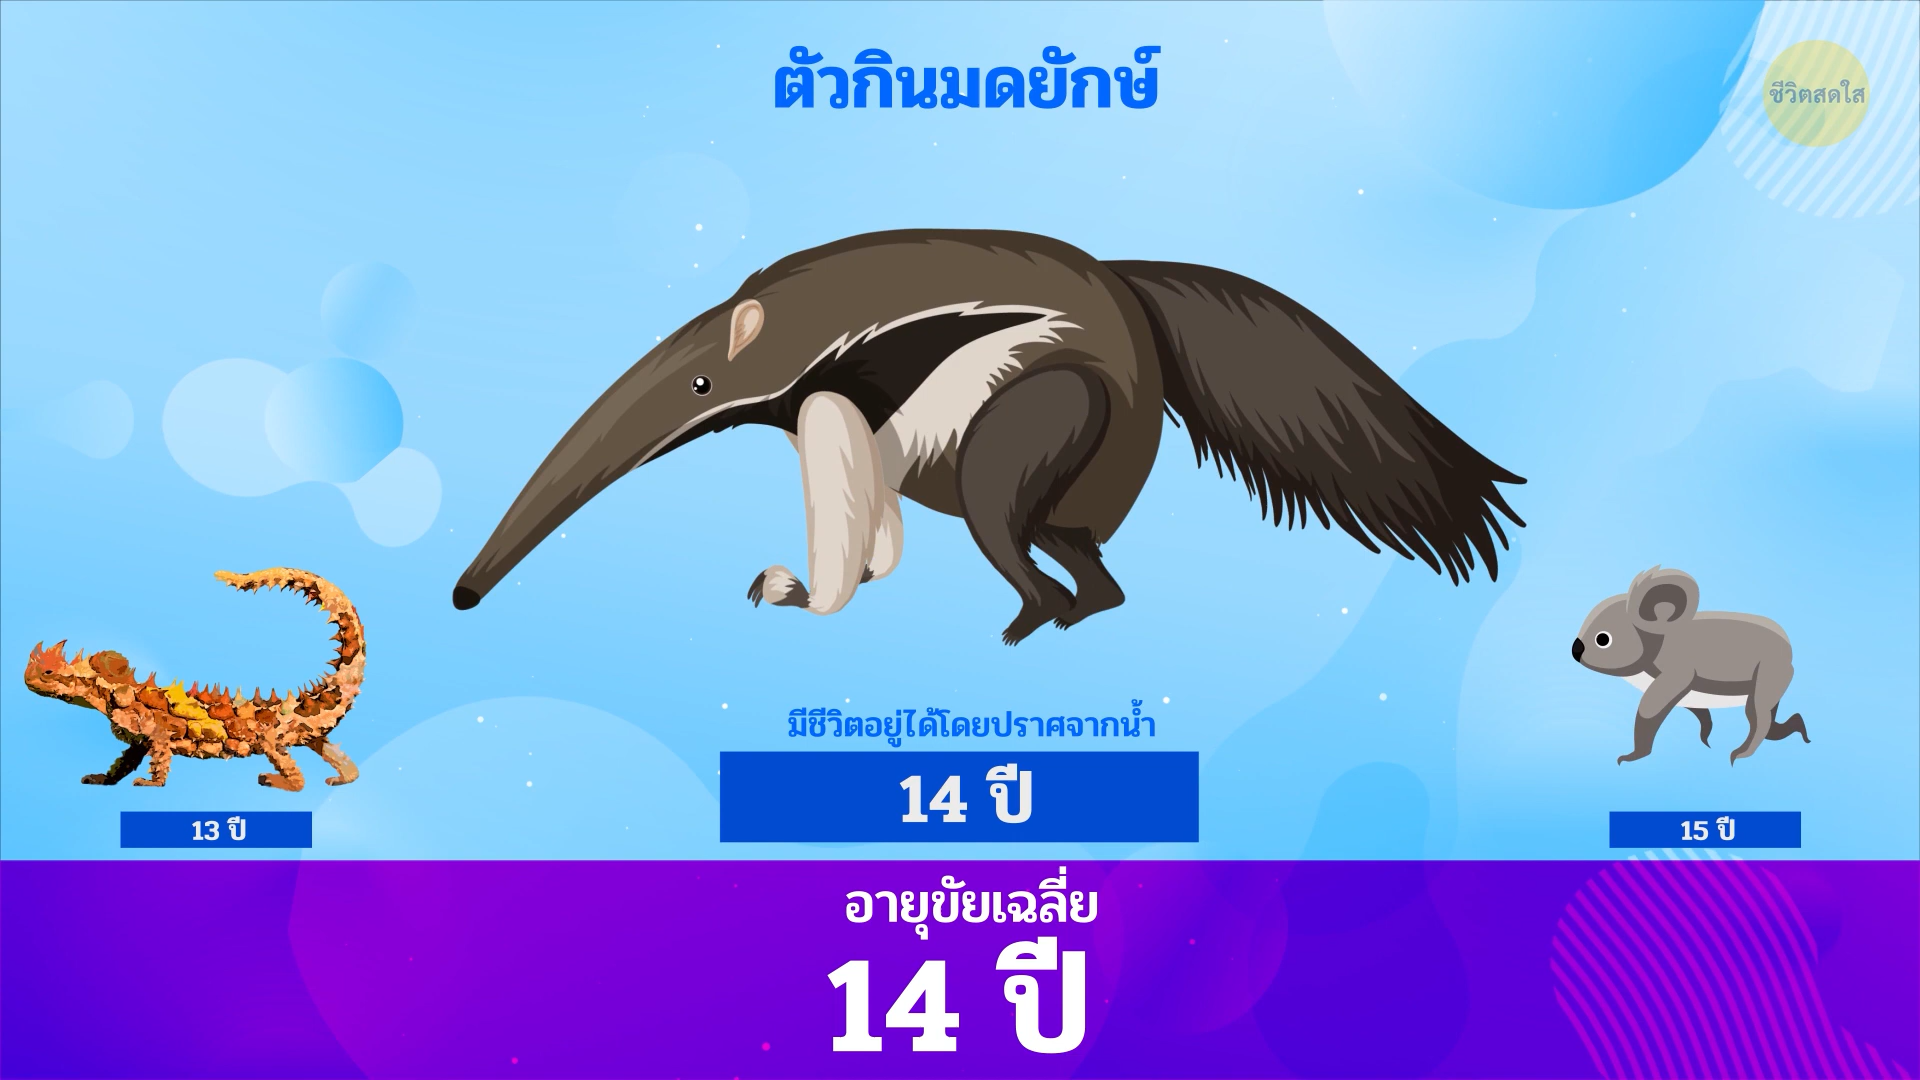 ตัวกินมดยักษ์
ชีวิตสดใส
มีชีวิตอยู่ได้โดยปราศจากน้ำ
14 ปี
13 ปี
15 ปี
อายุขัยเฉลี่ย
14 ปี